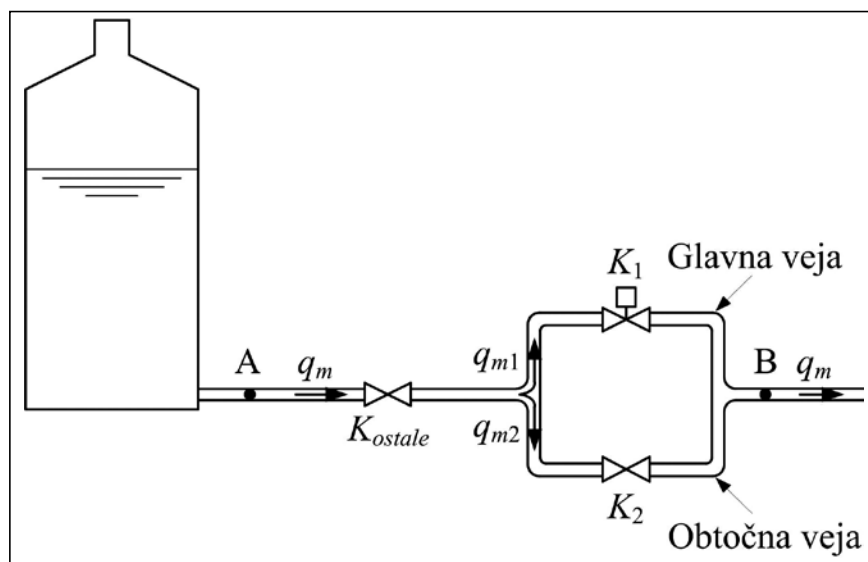 K1
Glavna veja
A
qm
qm1
B
qm
Kostale
qm2
K2
Obtočna veja